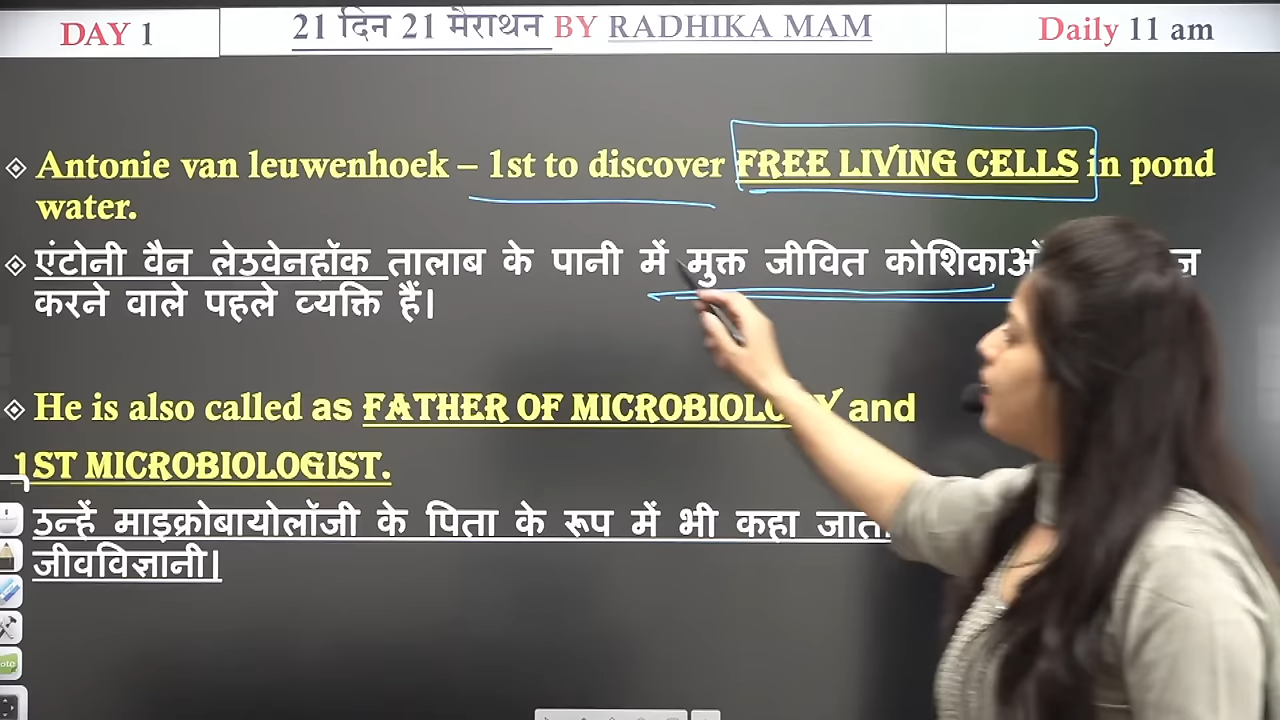 DAY 1
21 दिन 21 मैराथन BY RADHIKA MAM
Daily 11 am
Antonie van leuwenhoek – 1st to discover FREE LIVING CELLS in pond
water.
एंटोनी वैन लेउवेनहॉक तालाब के पानी में मुक्त जीवित कोशिकाओं
करने वाले पहले व्यक्ति हैं।
He is also called as FATHER OF MICROBIOLOGY and
1ST MICROBIOLOGIST.
उन्हें माइक्रोबायोलॉजी के पिता के रूप में भी कहा जाता
जीवविज्ञानी।